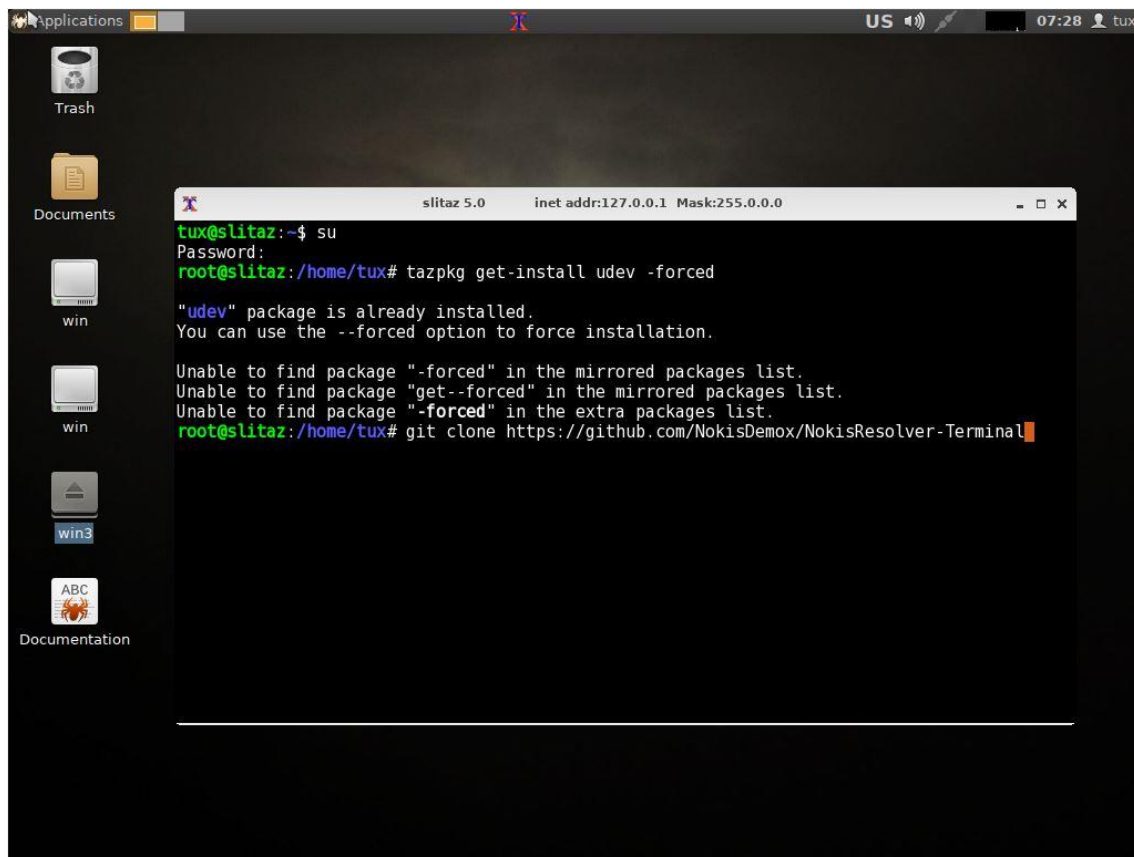 Applications
US
07:28
tux
Trash
Documents
win
win
win3
ABC
Documentation
slitaz 5.0 inet addr:127.0.0.1 Mask:255.0.0.0
tux@slitaz:~$ su
Password:
root@slitaz:/home/tux# tazpkg get-install udev -forced
"udev" package is already installed.
You can use the --forced option to force installation.
Unable to find package "-forced" in the mirrored packages list.
Unable to find package "get--forced" in the mirrored packages list.
Unable to find package "-forced" in the extra packages list.
root@slitaz:/home/tux# git clone https://github.com/NokisDemox/NokisResolver-Terminal